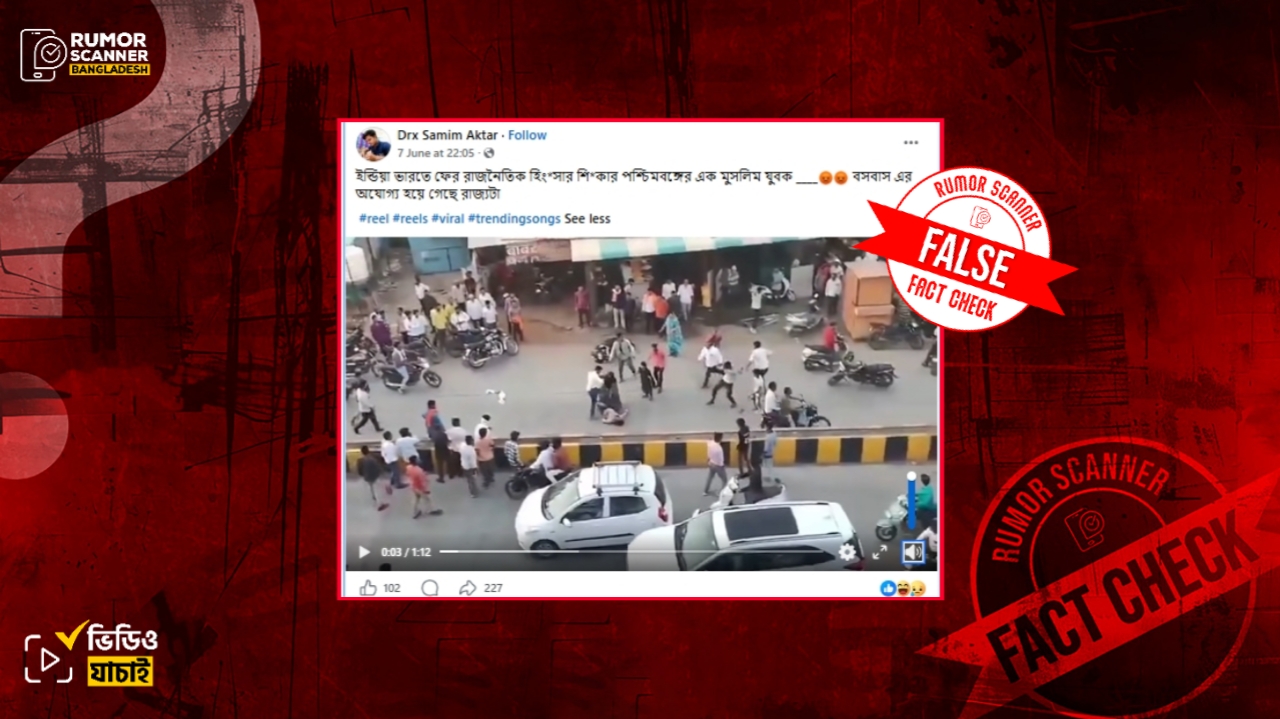 RUMOR
SCANNER
BANGLADESH
Drx Samim Aktar · Follow
7 June at 22:05 ·
ইন্ডিয়া ভারতে ফের রাজনৈতিক হিং*সার শি*কার পশ্চিমবঙ্গের এক মুসলিম যুবক ___😡😡 বসবাস এর
অযোগ্য হয়ে গেছে রাজ্যটা
#reel #reels #viral #trendingsongs See less
RUMOR SCANNER
FALSE
FACT CHECK
0:03 / 1:12
102
227
RUMOR SCANNER
FACT CHECK
ভিডিও
যাচাই